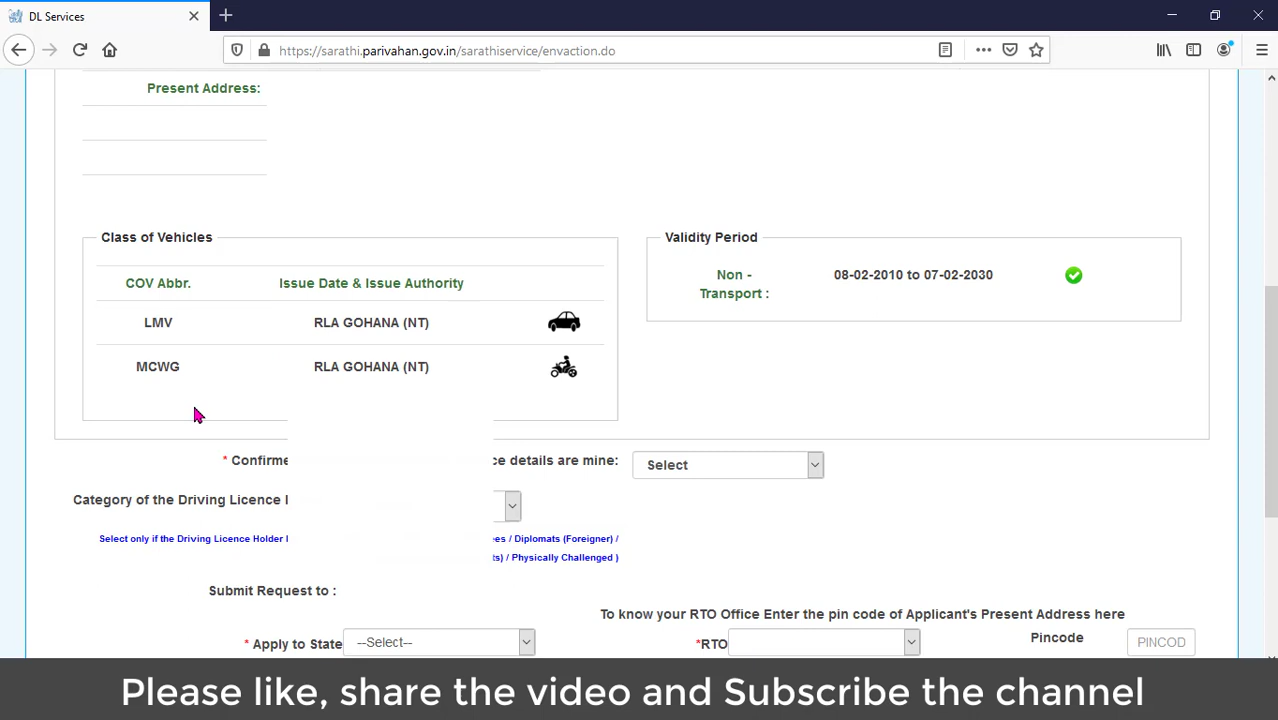 DL Services
https://sarathi.parivahan.gov.in/sarathiservice/envaction.do
Present Address:
Class of Vehicles
Validity Period
COV Abbr. Issue Date & Issue Authority
Non - Transport : 08-02-2010 to 07-02-2030
LMV RLA GOHANA (NT)
MCWG RLA GOHANA (NT)
* Confirme ce details are mine: Select
Category of the Driving Licence
Select only if the Driving Licence Holder ees / Diplomats (Foreigner) /
ts) / Physically Challenged )
Submit Request to :
To know your RTO Office Enter the pin code of Applicant's Present Address here
* Apply to State --Select-- *RTO Pincode PINCOD
Please like, share the video and Subscribe the channel